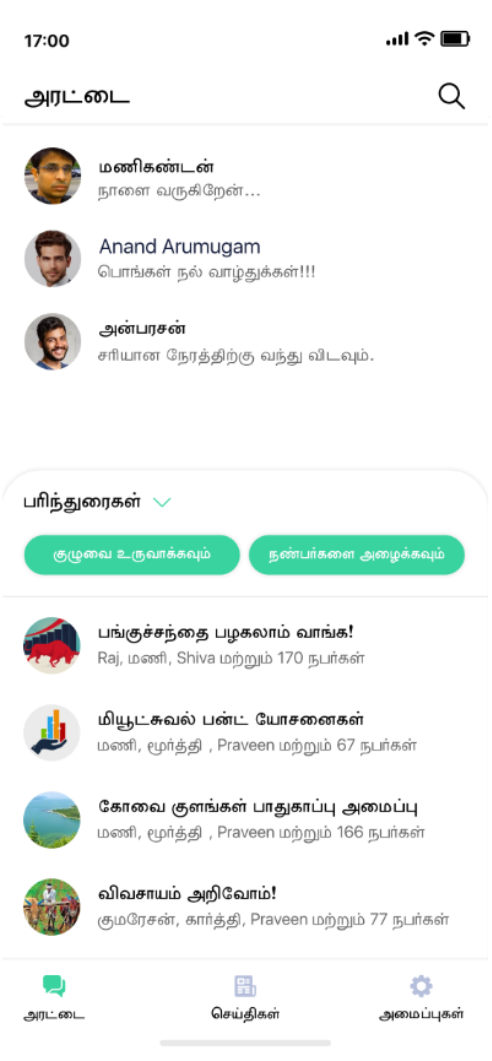 17:00
அரட்டை
மணிகண்டன்
நாளை வருகிறேன்...
Anand Arumugam
பொங்கள் நல் வாழ்துக்கள்!!!
அன்பரசன்
சரியான நேரத்திற்கு வந்து விடவும்.
பரிந்துரைகள்
குழுவை உருவாக்கவும்
நண்பர்களை அழைக்கவும்
பங்குச்சந்தை பழகலாம் வாங்க!
Raj, மணி, Shiva மற்றும் 170 நபர்கள்
மியூட்சுவல் பன்ட் யோசனைகள்
மணி, மூர்த்தி , Praveen மற்றும் 67 நபர்கள்
கோவை குளங்கள் பாதுகாப்பு அமைப்பு
மணி, மூர்த்தி , Praveen மற்றும் 166 நபர்கள்
விவசாயம் அறிவோம்!
குமரேசன், கார்த்தி, Praveen மற்றும் 77 நபர்கள்
அரட்டை
செய்திகள்
அமைப்புகள்